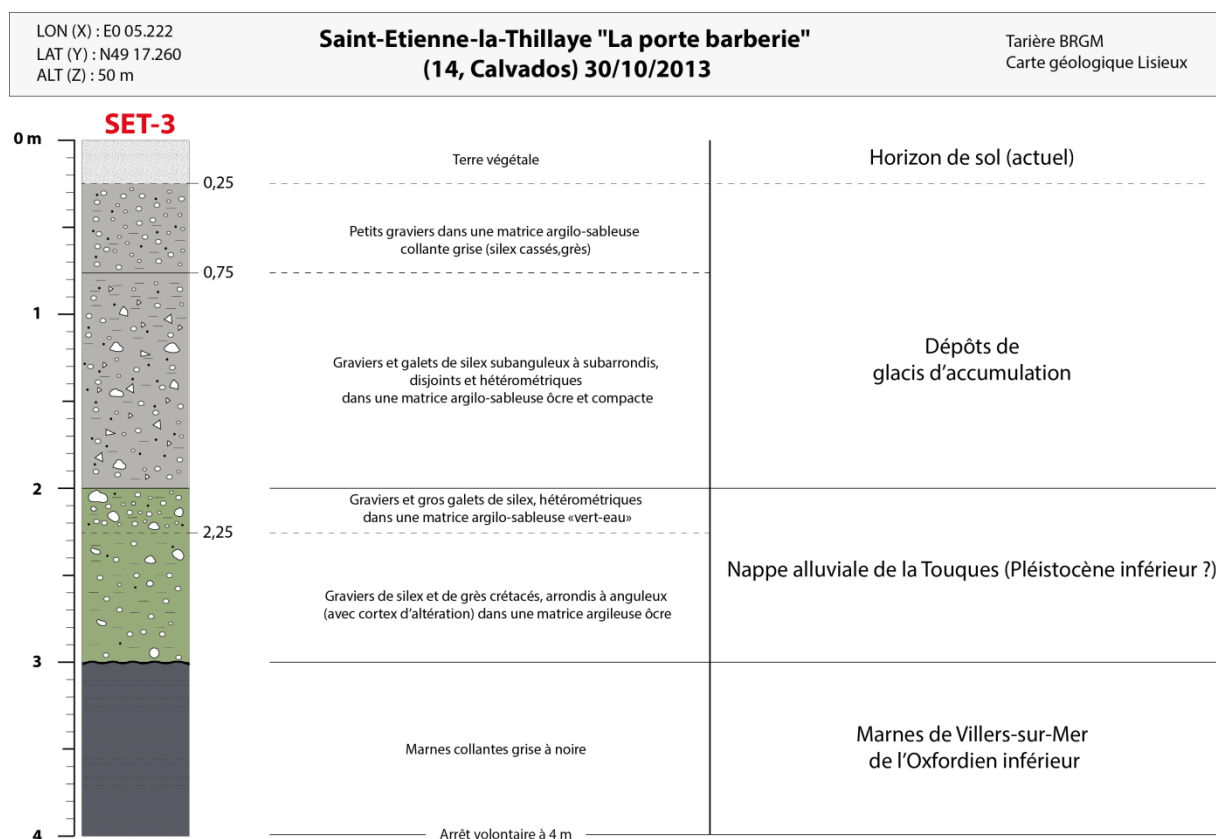 LON (X) : E0 05.222
LAT (Y) : N49 17.260
ALT (Z) : 50 m
Saint-Etienne-la-Thillaye "La porte barberie"
(14, Calvados) 30/10/2013
Tarière BRGM
Carte géologique Lisieux
SET-3
0 m
Terre végétale
Horizon de sol (actuel)
0,25
Petits graviers dans une matrice argilo-sableuse
collante grise (silex cassés,grès)
0,75
1
Graviers et galets de silex subanguleux à subarrondis,
disjoints et hétérométriques
dans une matrice argilo-sableuse ôcre et compacte
Dépôts de
glacis d’accumulation
2
Graviers et gros galets de silex, hétérométriques
dans une matrice argilo-sableuse «vert-eau»
2,25
Nappe alluviale de la Touques (Pléistocène inférieur ?)
Graviers de silex et de grès crétacés, arrondis à anguleux
(avec cortex d’altération) dans une matrice argileuse ôcre
3
Marnes collantes grise à noire
Marnes de Villers-sur-Mer
de l’Oxfordien inférieur
4
Arrêt volontaire à 4 m